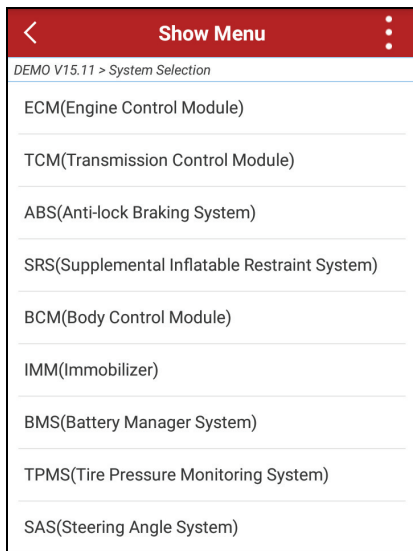 Show Menu
DEMO V15.11 > System Selection
ECM(Engine Control Module)
TCM(Transmission Control Module)
ABS(Anti-lock Braking System)
SRS(Supplemental Inflatable Restraint System)
BCM(Body Control Module)
IMM(Immobilizer)
BMS(Battery Manager System)
TPMS(Tire Pressure Monitoring System)
SAS(Steering Angle System)